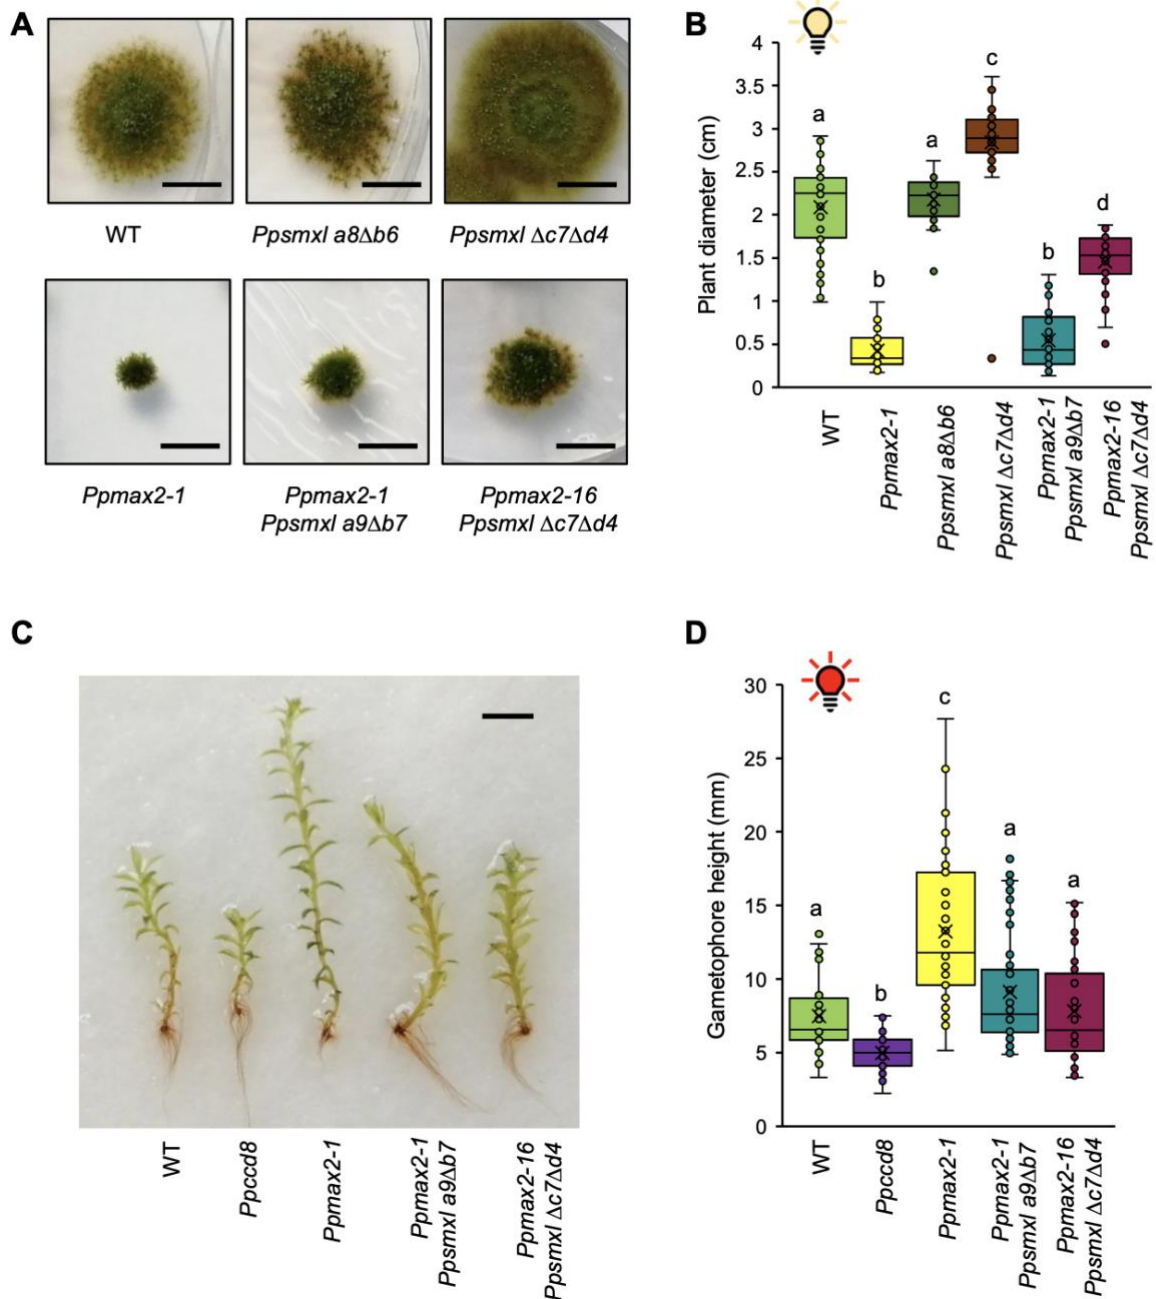 A
WT
Ppsmxl a8Δb6
Ppsmxl Δc7Δd4
Ppmax2-1
Ppmax2-1
Ppsmxl a9Δb7
Ppmax2-16
Ppsmxl Δc7Δd4
B
Plant diameter (cm)
4
3.5
3
2.5
2
1.5
1
0.5
0
a
b
a
c
b
d
WT
Ppmax2-1
Ppsmxl a8Δb6
Ppsmxl Δc7Δd4
Ppmax2-1
Ppsmxl a9Δb7
Ppmax2-16
Ppsmxl Δc7Δd4
C
WT
Ppccd8
Ppmax2-1
Ppmax2-1
Ppsmxl a9Δb7
Ppmax2-16
Ppsmxl Δc7Δd4
D
Gametophore height (mm)
30
25
20
15
10
5
0
a
b
c
a
a
WT
Ppccd8
Ppmax2-1
Ppmax2-1
Ppsmxl a9Δb7
Ppmax2-16
Ppsmxl Δc7Δd4